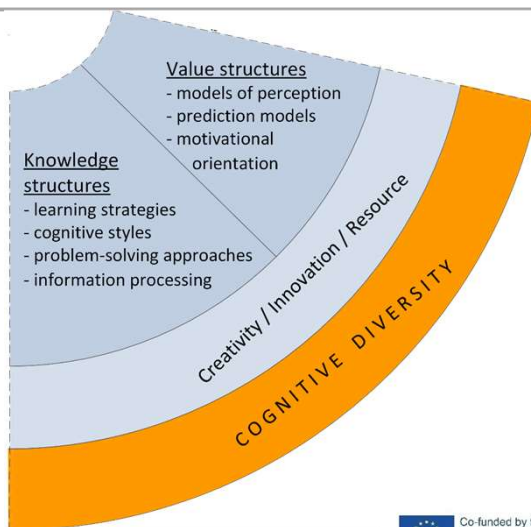 Value structures
- models of perception
- prediction models
- motivational
orientation
Knowledge
structures
- learning strategies
- cognitive styles
- problem-solving approaches
- information processing
Creativity / Innovation / Resource
COGNITIVE DIVERSITY
Co-funded by